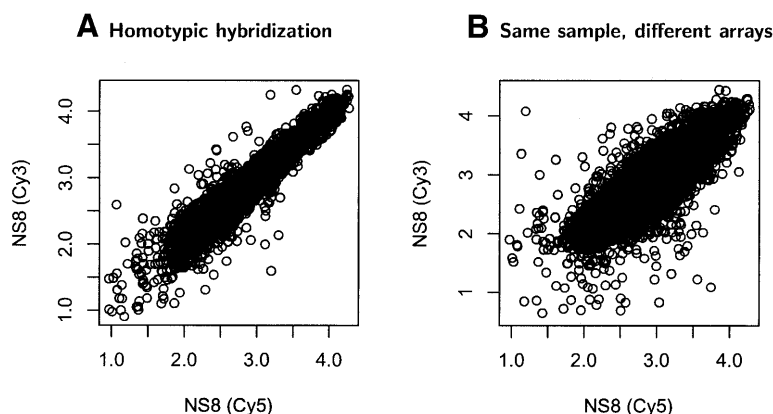 A Homotypic hybridization
B Same sample, different arrays
NS8 (Cy3)
4.0
3.0
2.0
1.0
1.0 2.0 3.0 4.0
NS8 (Cy5)
NS8 (Cy3)
4
3
2
1
1.0 2.0 3.0 4.0
NS8 (Cy5)